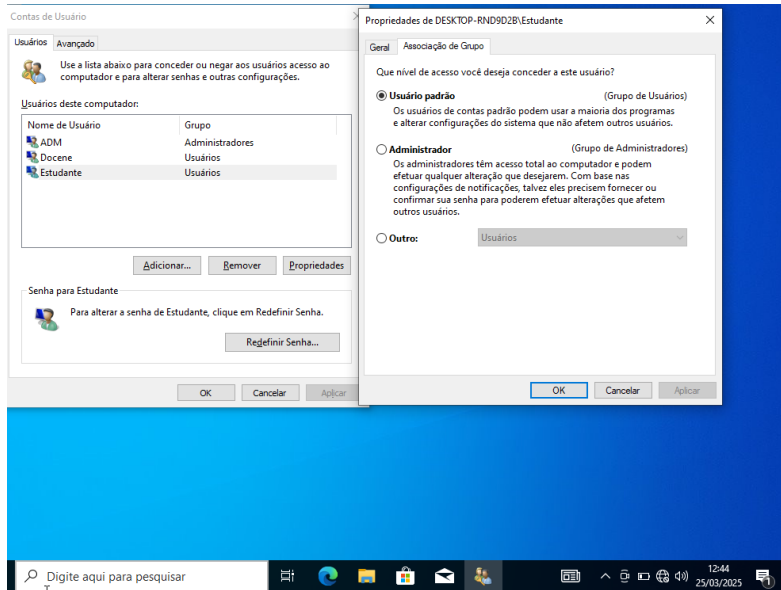 Contas de Usuário
Usuários Avançado
Use a lista abaixo para conceder ou negar aos usuários acesso ao
computador e para alterar senhas e outras configurações.
Usuários deste computador:
Nome de Usuário Grupo
ADM Administradores
Docene Usuários
Estudante Usuários
Adicionar... Remover Propriedades
Senha para Estudante
Para alterar a senha de Estudante, clique em Redefinir Senha.
Redefinir Senha...
OK Cancelar Aplicar
Propriedades de DESKTOP-RND9D2B\Estudante
Geral Associação de Grupo
Que nível de acesso você deseja conceder a este usuário?
Usuário padrão (Grupo de Usuários)
Os usuários de contas padrão podem usar a maioria dos programas
e alterar configurações do sistema que não afetem outros usuários.
Administrador (Grupo de Administradores)
Os administradores têm acesso total ao computador e podem
efetuar qualquer alteração que desejarem. Com base nas
configurações de notificações, talvez eles precisem fornecer ou
confirmar sua senha para poderem efetuar alterações que afetem
outros usuários.
Outro: Usuários
OK Cancelar Aplicar
Digite aqui para pesquisar
12:44
25/03/2025
1